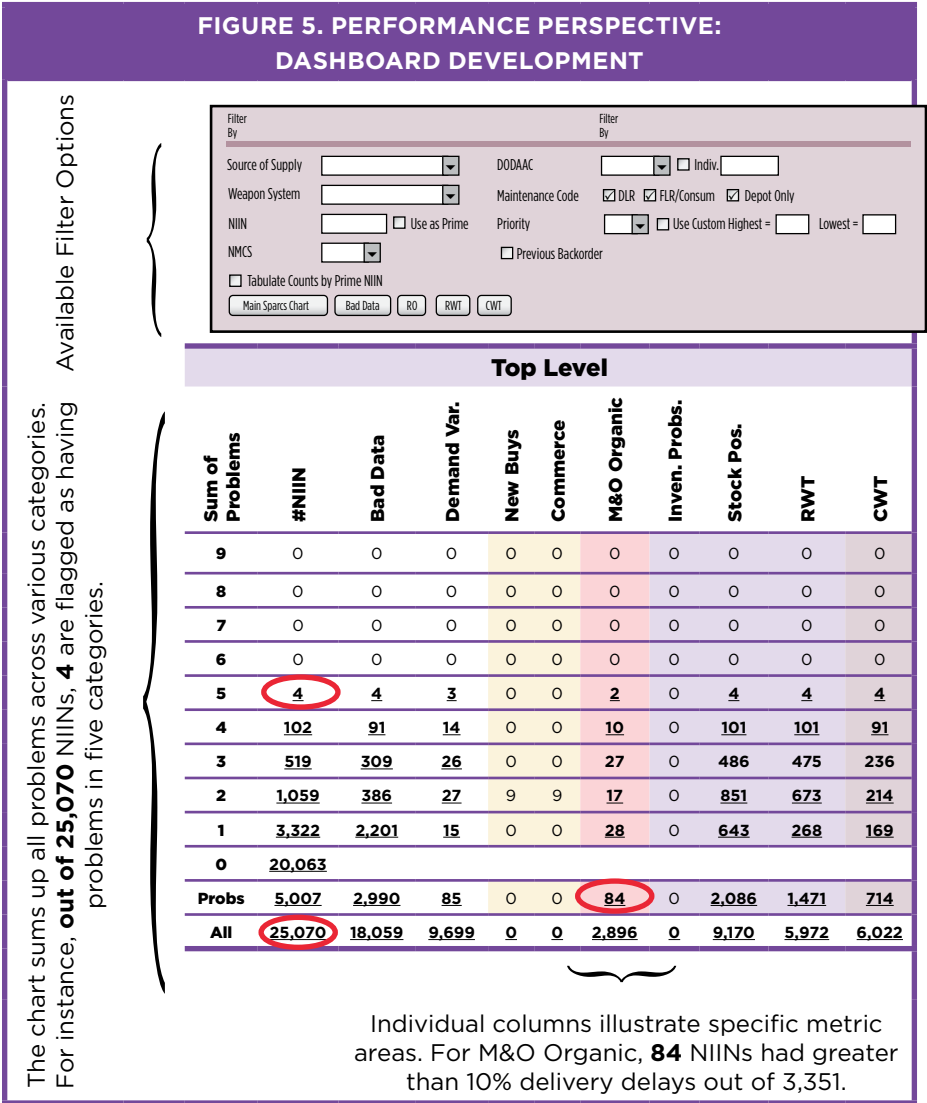 FIGURE 5. PERFORMANCE PERSPECTIVE:
DASHBOARD DEVELOPMENT
Available Filter Options
Filter
By
Filter
By
Source of Supply DODAAC Indiv.
Weapon System Maintenance Code DLR FLR/Consum Depot Only
NIIN Use as Prime Priority Use Custom Highest = Lowest =
NMCS Previous Backorder
Tabulate Counts by Prime NIIN
Main Sparcs Chart Bad Data RO RWT CWT
The chart sums up all problems across various categories.
For instance, out of 25,070 NIINs, 4 are flagged as having
problems in five categories.
Top Level
Sum of
Problems
#NIIN
Bad Data
Demand Var.
New Buys
Commerce
M&O Organic
Inven. Probs.
Stock Pos.
RWT
CWT
9 0 0 0 0 0 0 0 0 0 0
8 0 0 0 0 0 0 0 0 0 0
7 0 0 0 0 0 0 0 0 0 0
6 0 0 0 0 0 0 0 0 0 0
5 4 4 3 0 0 2 0 4 4 4
4 102 91 14 0 0 10 0 101 101 91
3 519 309 26 0 0 27 0 486 475 236
2 1,059 386 27 9 9 17 0 851 673 214
1 3,322 2,201 15 0 0 28 0 643 268 169
0 20,063
Probs 5,007 2,990 85 0 0 84 0 2,086 1,471 714
All 25,070 18,059 9,699 0 0 2,896 0 9,170 5,972 6,022
Individual columns illustrate specific metric
areas. For M&O Organic, 84 NIINs had greater
than 10% delivery delays out of 3,351.